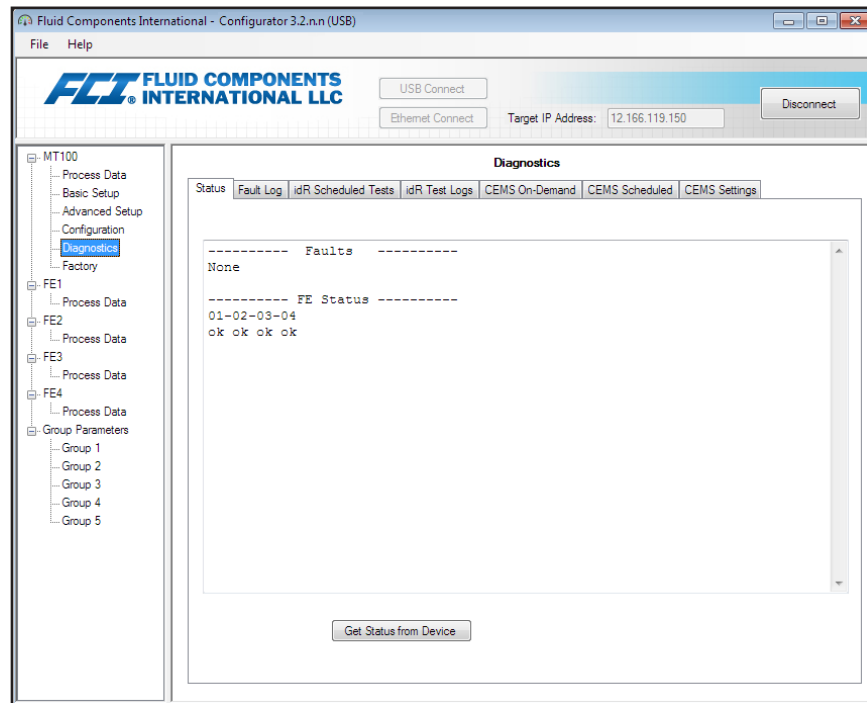 Fluid Components International - Configurator 3.2.n.n (USB)
File Help
FCI® FLUID COMPONENTS
INTERNATIONAL LLC
USB Connect
Ethernet Connect Target IP Address: 12.166.119.150
Disconnect
MT100
Process Data
Basic Setup
Advanced Setup
Configuration
Diagnostics
Factory
FE1
Process Data
FE2
Process Data
FE3
Process Data
FE4
Process Data
Group Parameters
Group 1
Group 2
Group 3
Group 4
Group 5
Diagnostics
Status Fault Log idR Scheduled Tests idR Test Logs CEMS On-Demand CEMS Scheduled CEMS Settings
---------- Faults ----------
None
---------- FE Status ----------
01-02-03-04
ok ok ok ok
Get Status from Device